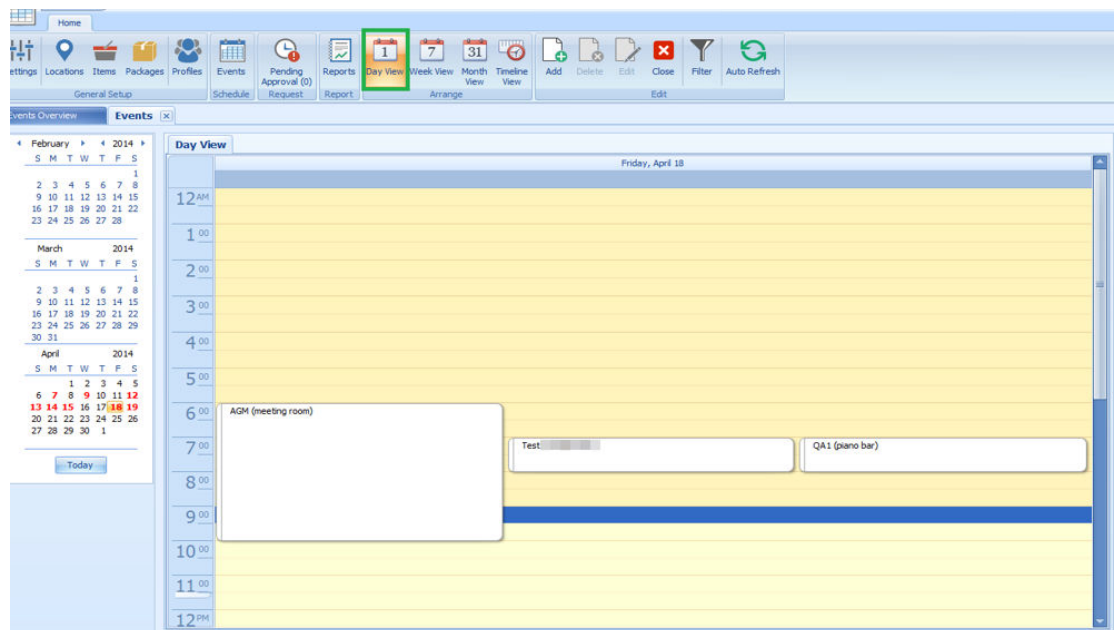 Home
ettings Locations Items Packages Profiles Events Pending Approval (0) Reports Day View Week View Month View Timeline View Add Delete Edit Close Filter Auto Refresh
1 7 31
General Setup Schedule Request Report Arrange Edit
Events Overview Events
February 2014
S M T W T F S
1
2 3 4 5 6 7 8
9 10 11 12 13 14 15
16 17 18 19 20 21 22
23 24 25 26 27 28
March 2014
S M T W T F S
1
2 3 4 5 6 7 8
9 10 11 12 13 14 15
16 17 18 19 20 21 22
23 24 25 26 27 28 29
30 31
April 2014
S M T W T F S
1 2 3 4 5
6 7 8 9 10 11 12
13 14 15 16 17 18 19
20 21 22 23 24 25 26
27 28 29 30 1
Today
Day View
Friday, April 18
12 AM
1 00
2 00
3 00
4 00
5 00
6 00 AGM (meeting room)
7 00 Test QA1 (piano bar)
8 00
9 00
10 00
11 00
12 PM